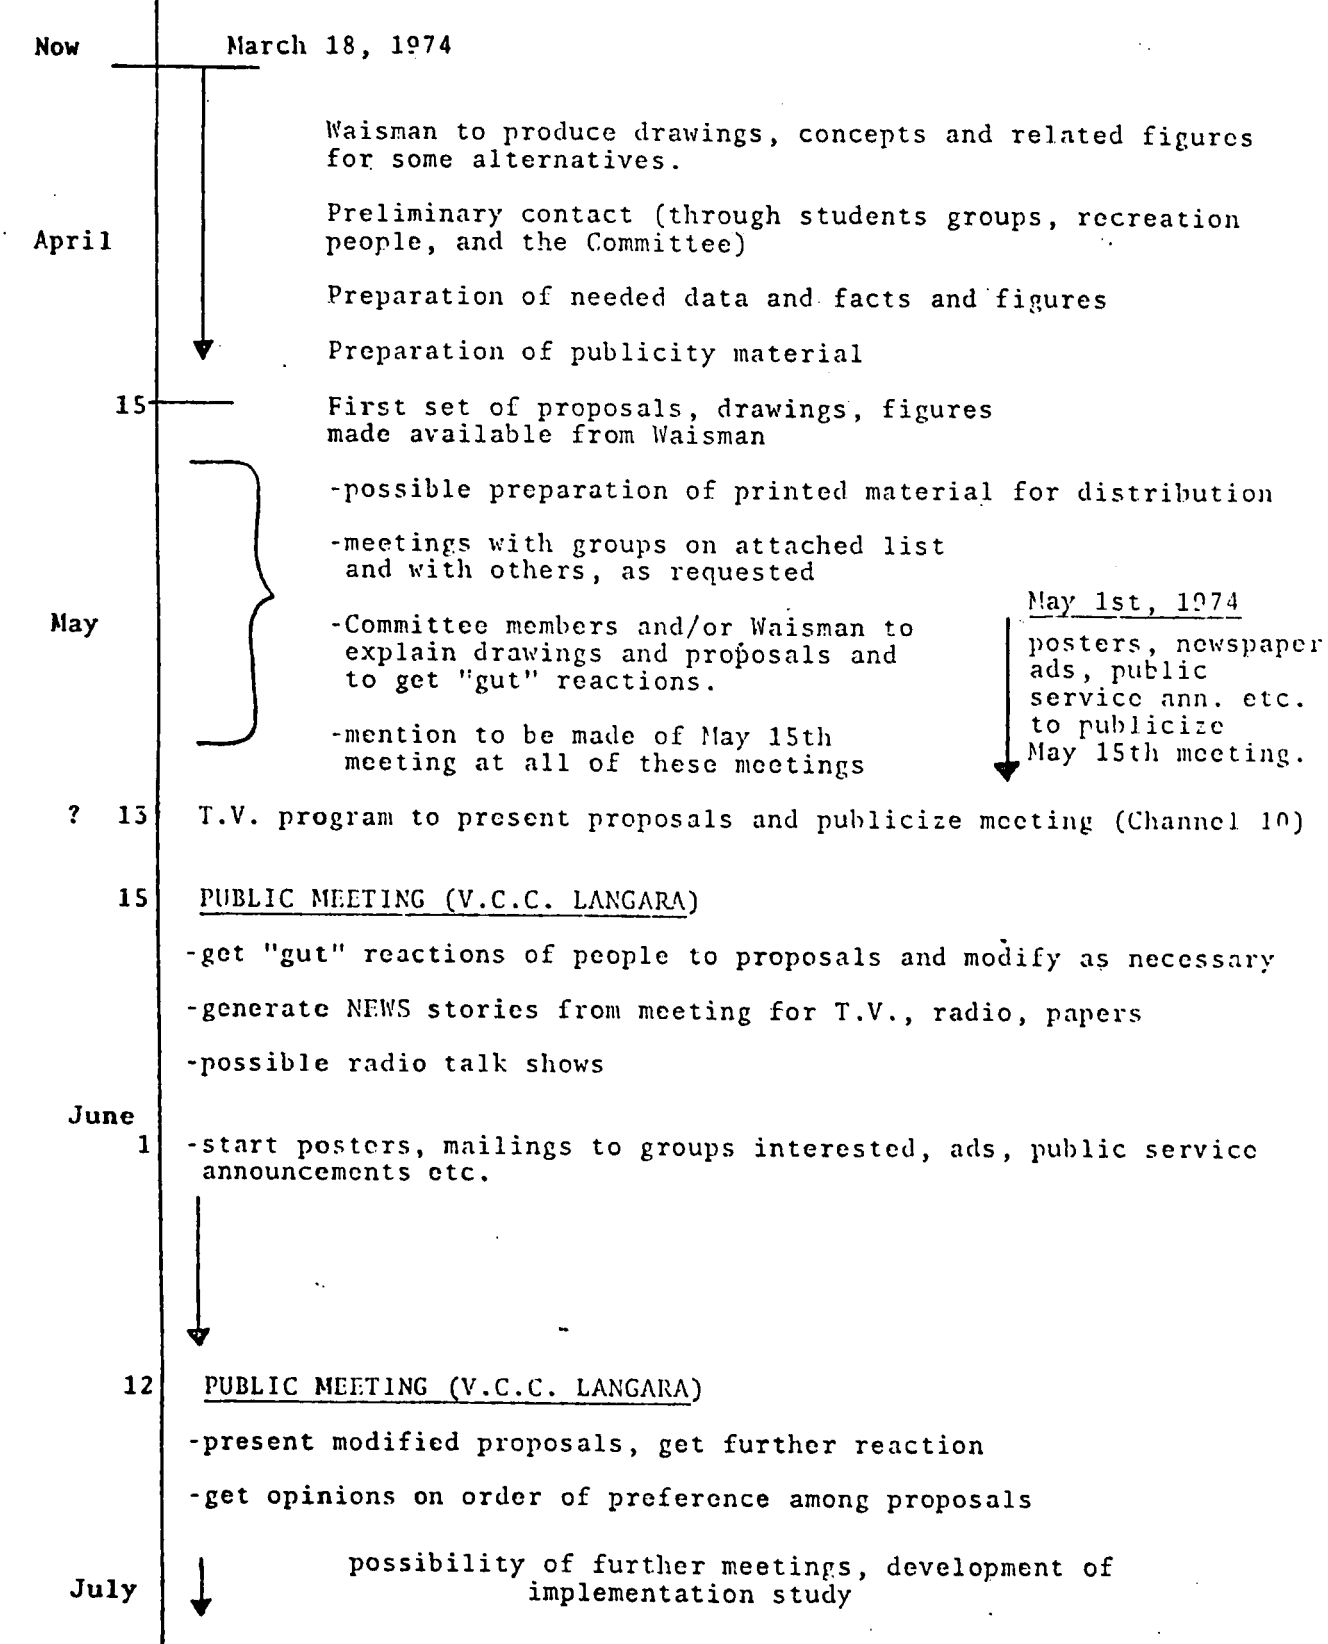 Now March 18, 1974
Waisman to produce drawings, concepts and related figures
for some alternatives.
Preliminary contact (through students groups, recreation
April people, and the Committee)
Preparation of needed data and facts and figures
Preparation of publicity material
15 First set of proposals, drawings, figures
made available from Waisman
-possible preparation of printed material for distribution
-meetings with groups on attached list
and with others, as requested
May 1st, 1974
May -Committee members and/or Waisman to
explain drawings and proposals and
to get "gut" reactions.
posters, newspaper
ads, public
service ann. etc.
to publicize
May 15th meeting.
-mention to be made of May 15th
meeting at all of these meetings
? 13 T.V. program to present proposals and publicize meeting (Channel 10)
15 PUBLIC MEETING (V.C.C. LANGARA)
-get "gut" reactions of people to proposals and modify as necessary
-generate NEWS stories from meeting for T.V., radio, papers
-possible radio talk shows
June
1 -start posters, mailings to groups interested, ads, public service
announcements etc.
12 PUBLIC MEETING (V.C.C. LANGARA)
-present modified proposals, get further reaction
-get opinions on order of preference among proposals
possibility of further meetings, development of
July implementation study